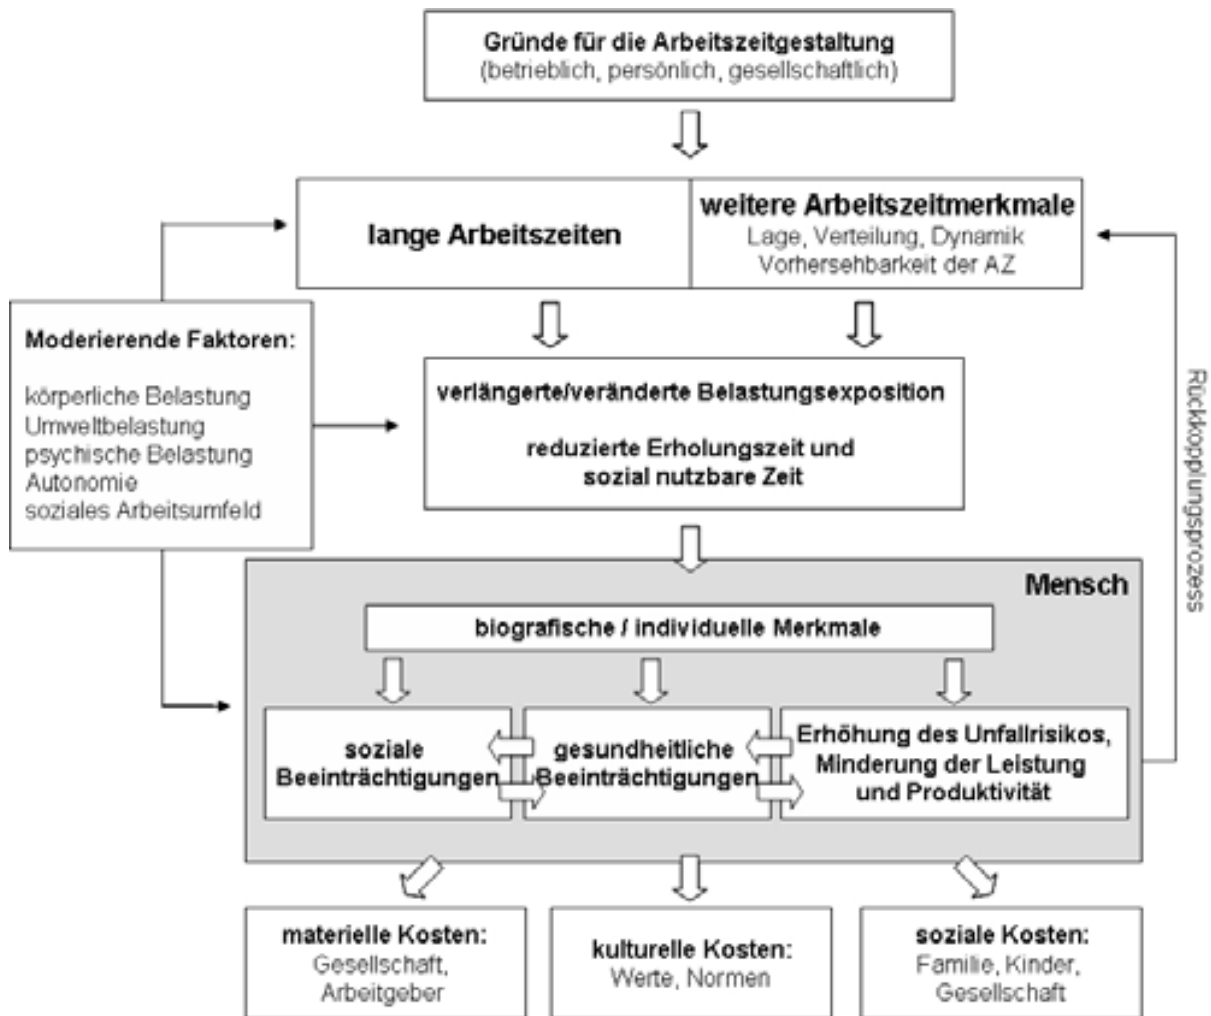 Gründe für die Arbeitszeitgestaltung
(betrieblich, persönlich, gesellschaftlich)
lange Arbeitszeiten
weitere Arbeitszeitmerkmale
Lage, Verteilung, Dynamik
Vorhersehbarkeit der AZ
Moderierende Faktoren:
körperliche Belastung
Umweltbelastung
psychische Belastung
Autonomie
soziales Arbeitsumfeld
verlängerte/veränderte Belastungsexposition
reduzierte Erholungszeit und
sozial nutzbare Zeit
Rückkopplungsprozess
Mensch
biografische / individuelle Merkmale
soziale
Beeinträchtigungen
gesundheitliche
Beeinträchtigungen
Erhöhung des Unfallrisikos,
Minderung der Leistung
und Produktivität
materielle Kosten:
Gesellschaft,
Arbeitgeber
kulturelle Kosten:
Werte, Normen
soziale Kosten:
Familie, Kinder,
Gesellschaft